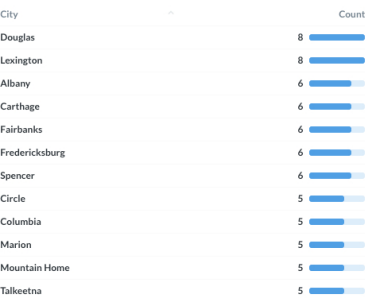 City Count
Douglas 8
Lexington 8
Albany 6
Carthage 6
Fairbanks 6
Fredericksburg 6
Spencer 6
Circle 5
Columbia 5
Marion 5
Mountain Home 5
Talkeetna 5